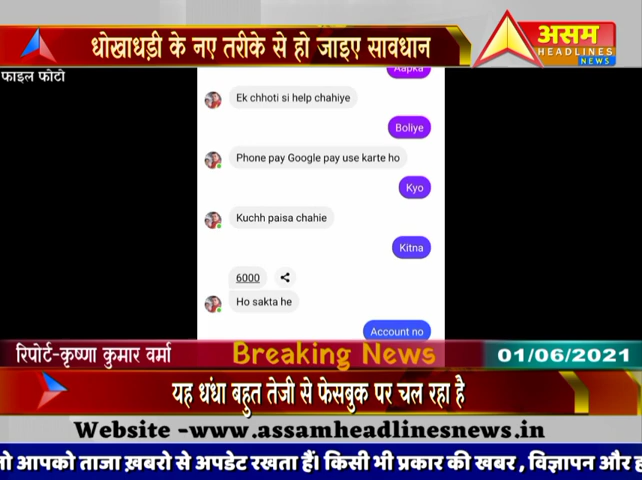 धोखाधड़ी के नए तरीके से हो जाइए सावधान
असम
HEADLINES
NEWS
फाइल फोटो
Aapka
Ek chhoti si help chahiye
Boliye
Phone pay Google pay use karte ho
Kyo
Kuchh paisa chahie
Kitna
6000
Ho sakta he
Account no
रिपोर्ट-कृष्णा कुमार वर्मा
Breaking News
01/06/2021
यह धंधा बहुत तेजी से फेसबुक पर चल रहा है
Website -www.assamheadlinesnews.in
तो आपको ताजा ख़बरो से अपडेट रखता हैं। किसी भी प्रकार की खबर , विज्ञापन और ह